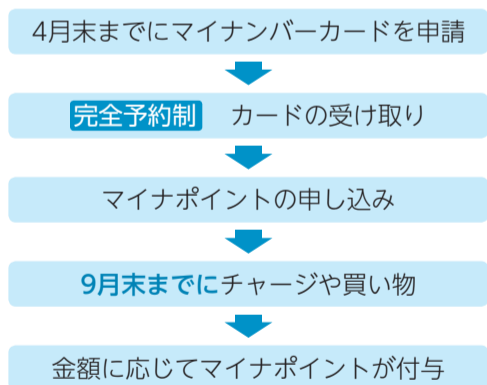 4月末までにマイナンバーカードを申請
完全予約制 カードの受け取り
マイナポイントの申し込み
9月末までにチャージや買い物
金額に応じてマイナポイントが付与